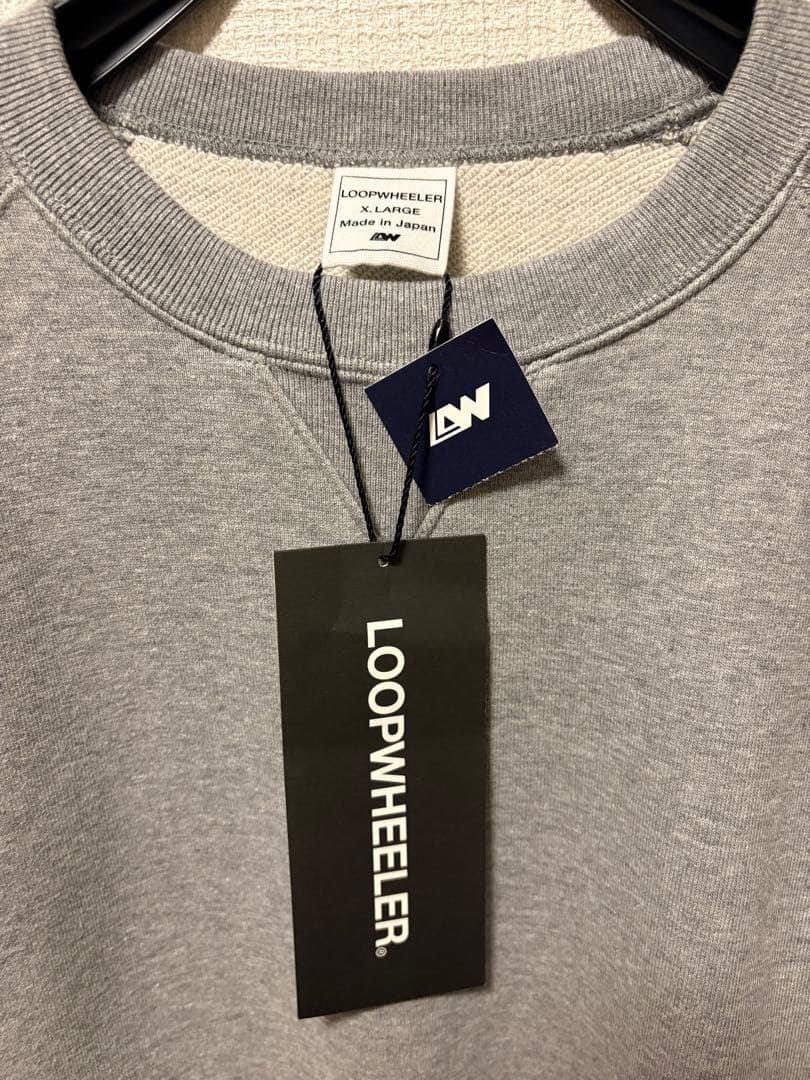 LOOPWHEELER
X. LARGE
Made in Japan
LW
LW
LOOPWHEELER®